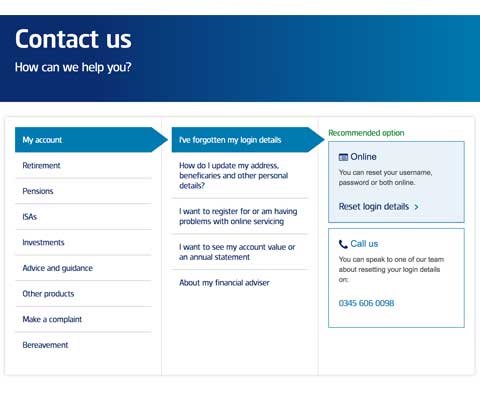 Contact us
How can we help you?
My account
Retirement
Pensions
ISAs
Investments
Advice and guidance
Other products
Make a complaint
Bereavement
I've forgotten my login details
How do I update my address,
beneficaries and other personal
details?
I want to register for or am having
problems with online servicing
I want to see my account value or
an annual statement
About my financial adviser
Recommended option
Online
You can reset your username,
password or both online.
Reset login details >
Call us
You can speak to one of our team
about resetting your login details
on:
0345 606 0098